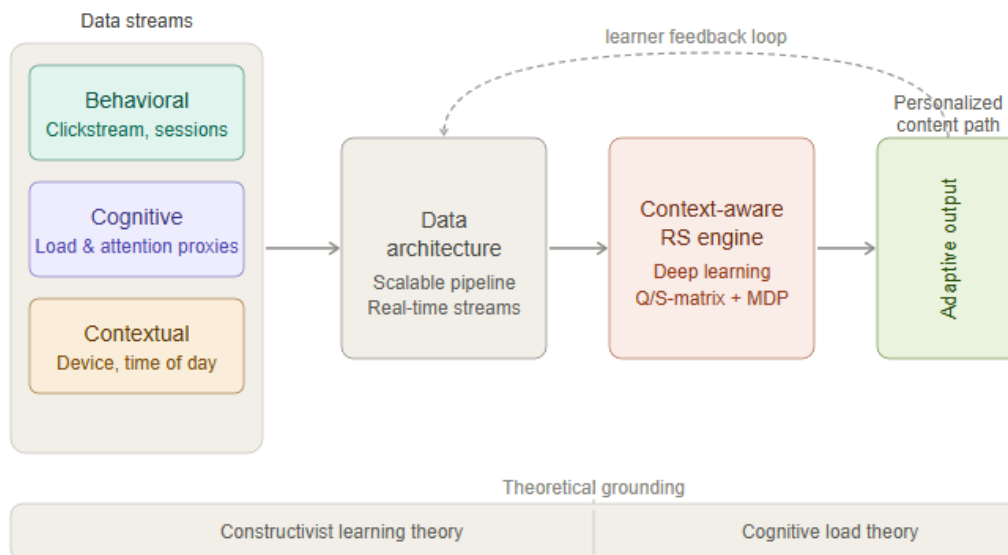 Data streams
learner feedback loop
Behavioral
Clickstream, sessions
Cognitive
Load & attention proxies
Contextual
Device, time of day
Data
architecture
Scalable pipeline
Real-time streams
Context-aware
RS engine
Deep learning
Q/S-matrix + MDP
Personalized
content path
Adaptive output
Theoretical grounding
Constructivist learning theory
Cognitive load theory